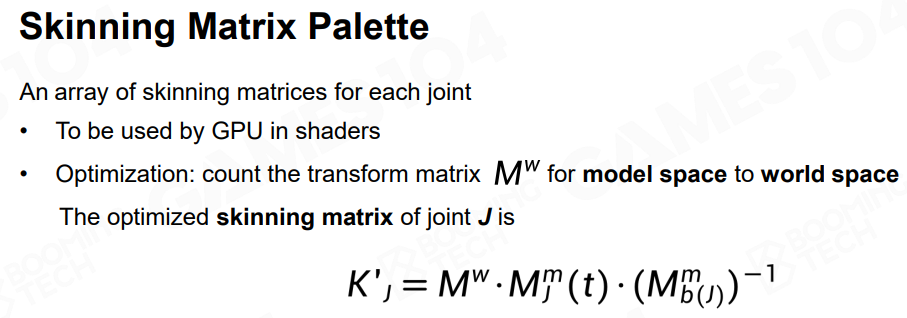 Skinning Matrix Palette
An array of skinning matrices for each joint
• To be used by GPU in shaders
• Optimization: count the transform matrix M^w for model space to world space
The optimized skinning matrix of joint J is
K'_J = M^w · M_J^m(t) · (M_{b(J)}^m)^{-1}
GAMES104
BOOMING TECH